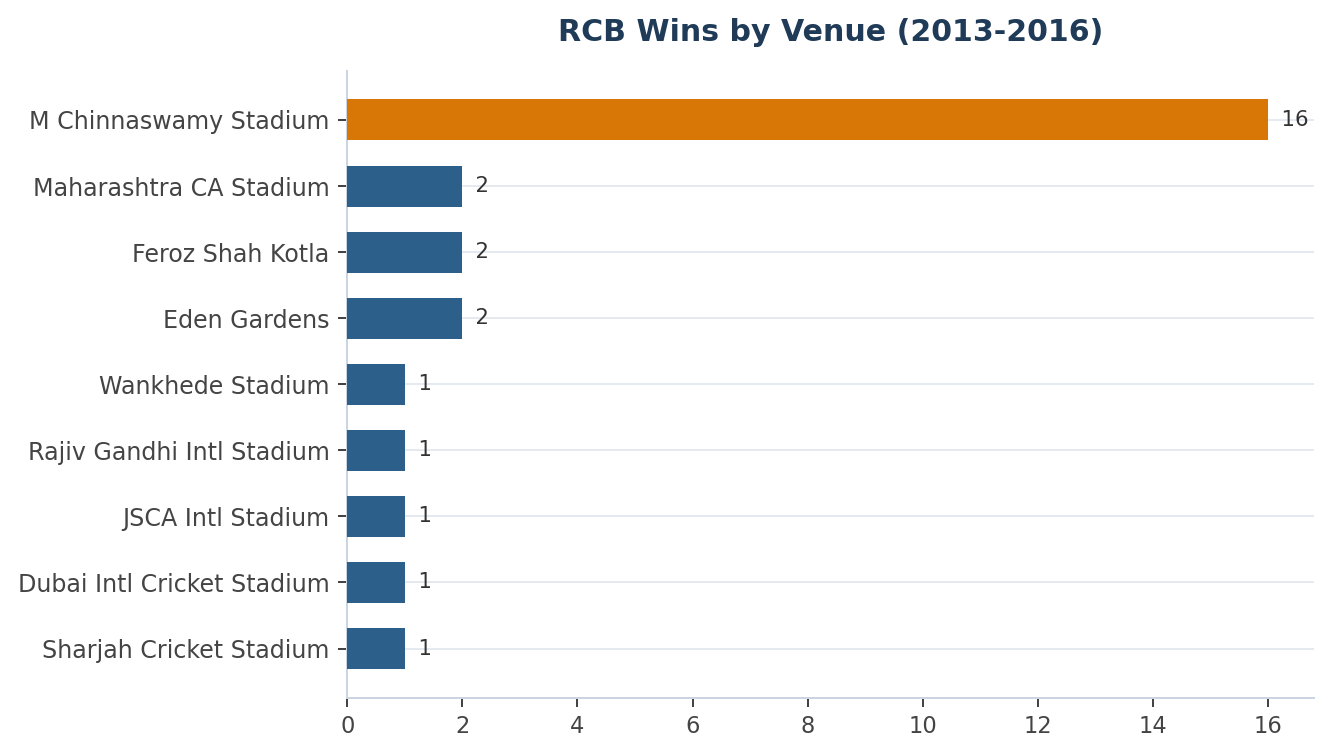 RCB Wins by Venue (2013-2016)
M Chinnaswamy Stadium 16
Maharashtra CA Stadium 2
Feroz Shah Kotla 2
Eden Gardens 2
Wankhede Stadium 1
Rajiv Gandhi Intl Stadium 1
JSCA Intl Stadium 1
Dubai Intl Cricket Stadium 1
Sharjah Cricket Stadium 1
0 2 4 6 8 10 12 14 16